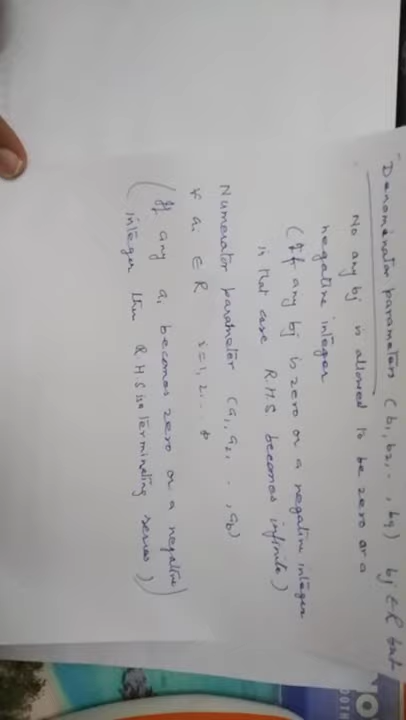 Denominator parameters (b1, b2, .. , bq) bj ∈ R but
No any bj is allowed to be zero or a
negative integer
(If any bj is zero or a negative integer
in that case R.H.S becomes infinite)
Numerator parameter (a1, a2, .. , ap)
∀ ai ∈ R i = 1, 2, .. p
(If any ai becomes zero or a negative
integer then R.H.S is terminating series)